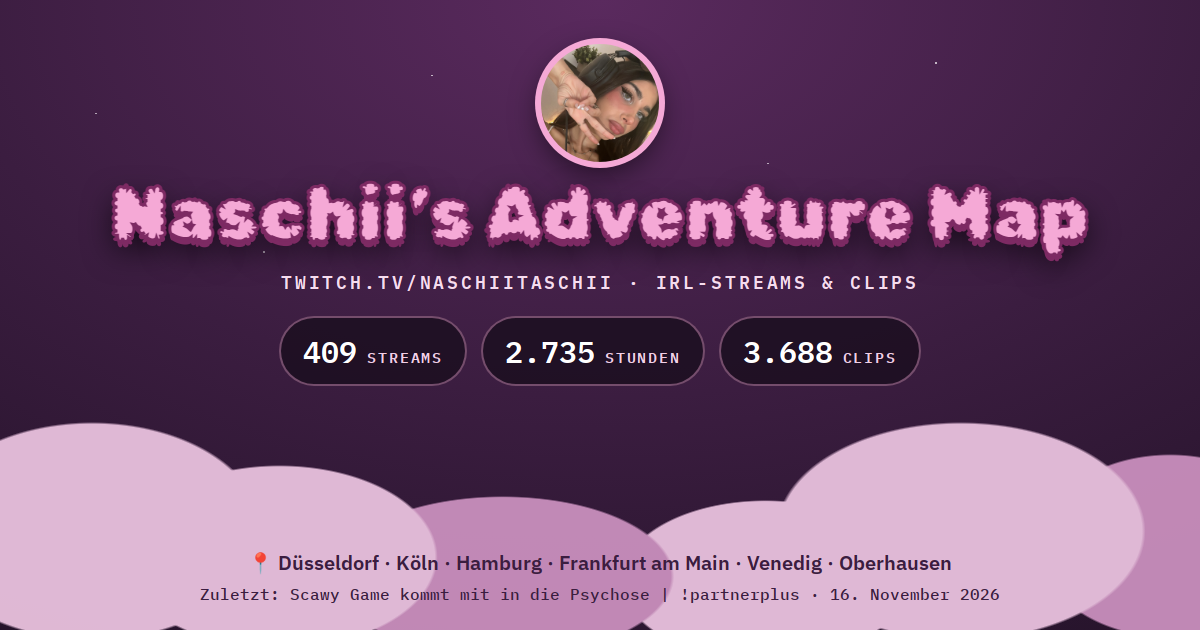 Naschii's Adventure Map
TWITCH.TV/NASCHIITASCHII · IRL-STREAMS & CLIPS
409 STREAMS 2.735 STUNDEN 3.688 CLIPS
📍 Düsseldorf · Köln · Hamburg · Frankfurt am Main · Venedig · Oberhausen
Zuletzt: Scawy Game kommt mit in die Psychose | !partnerplus · 16. November 2026